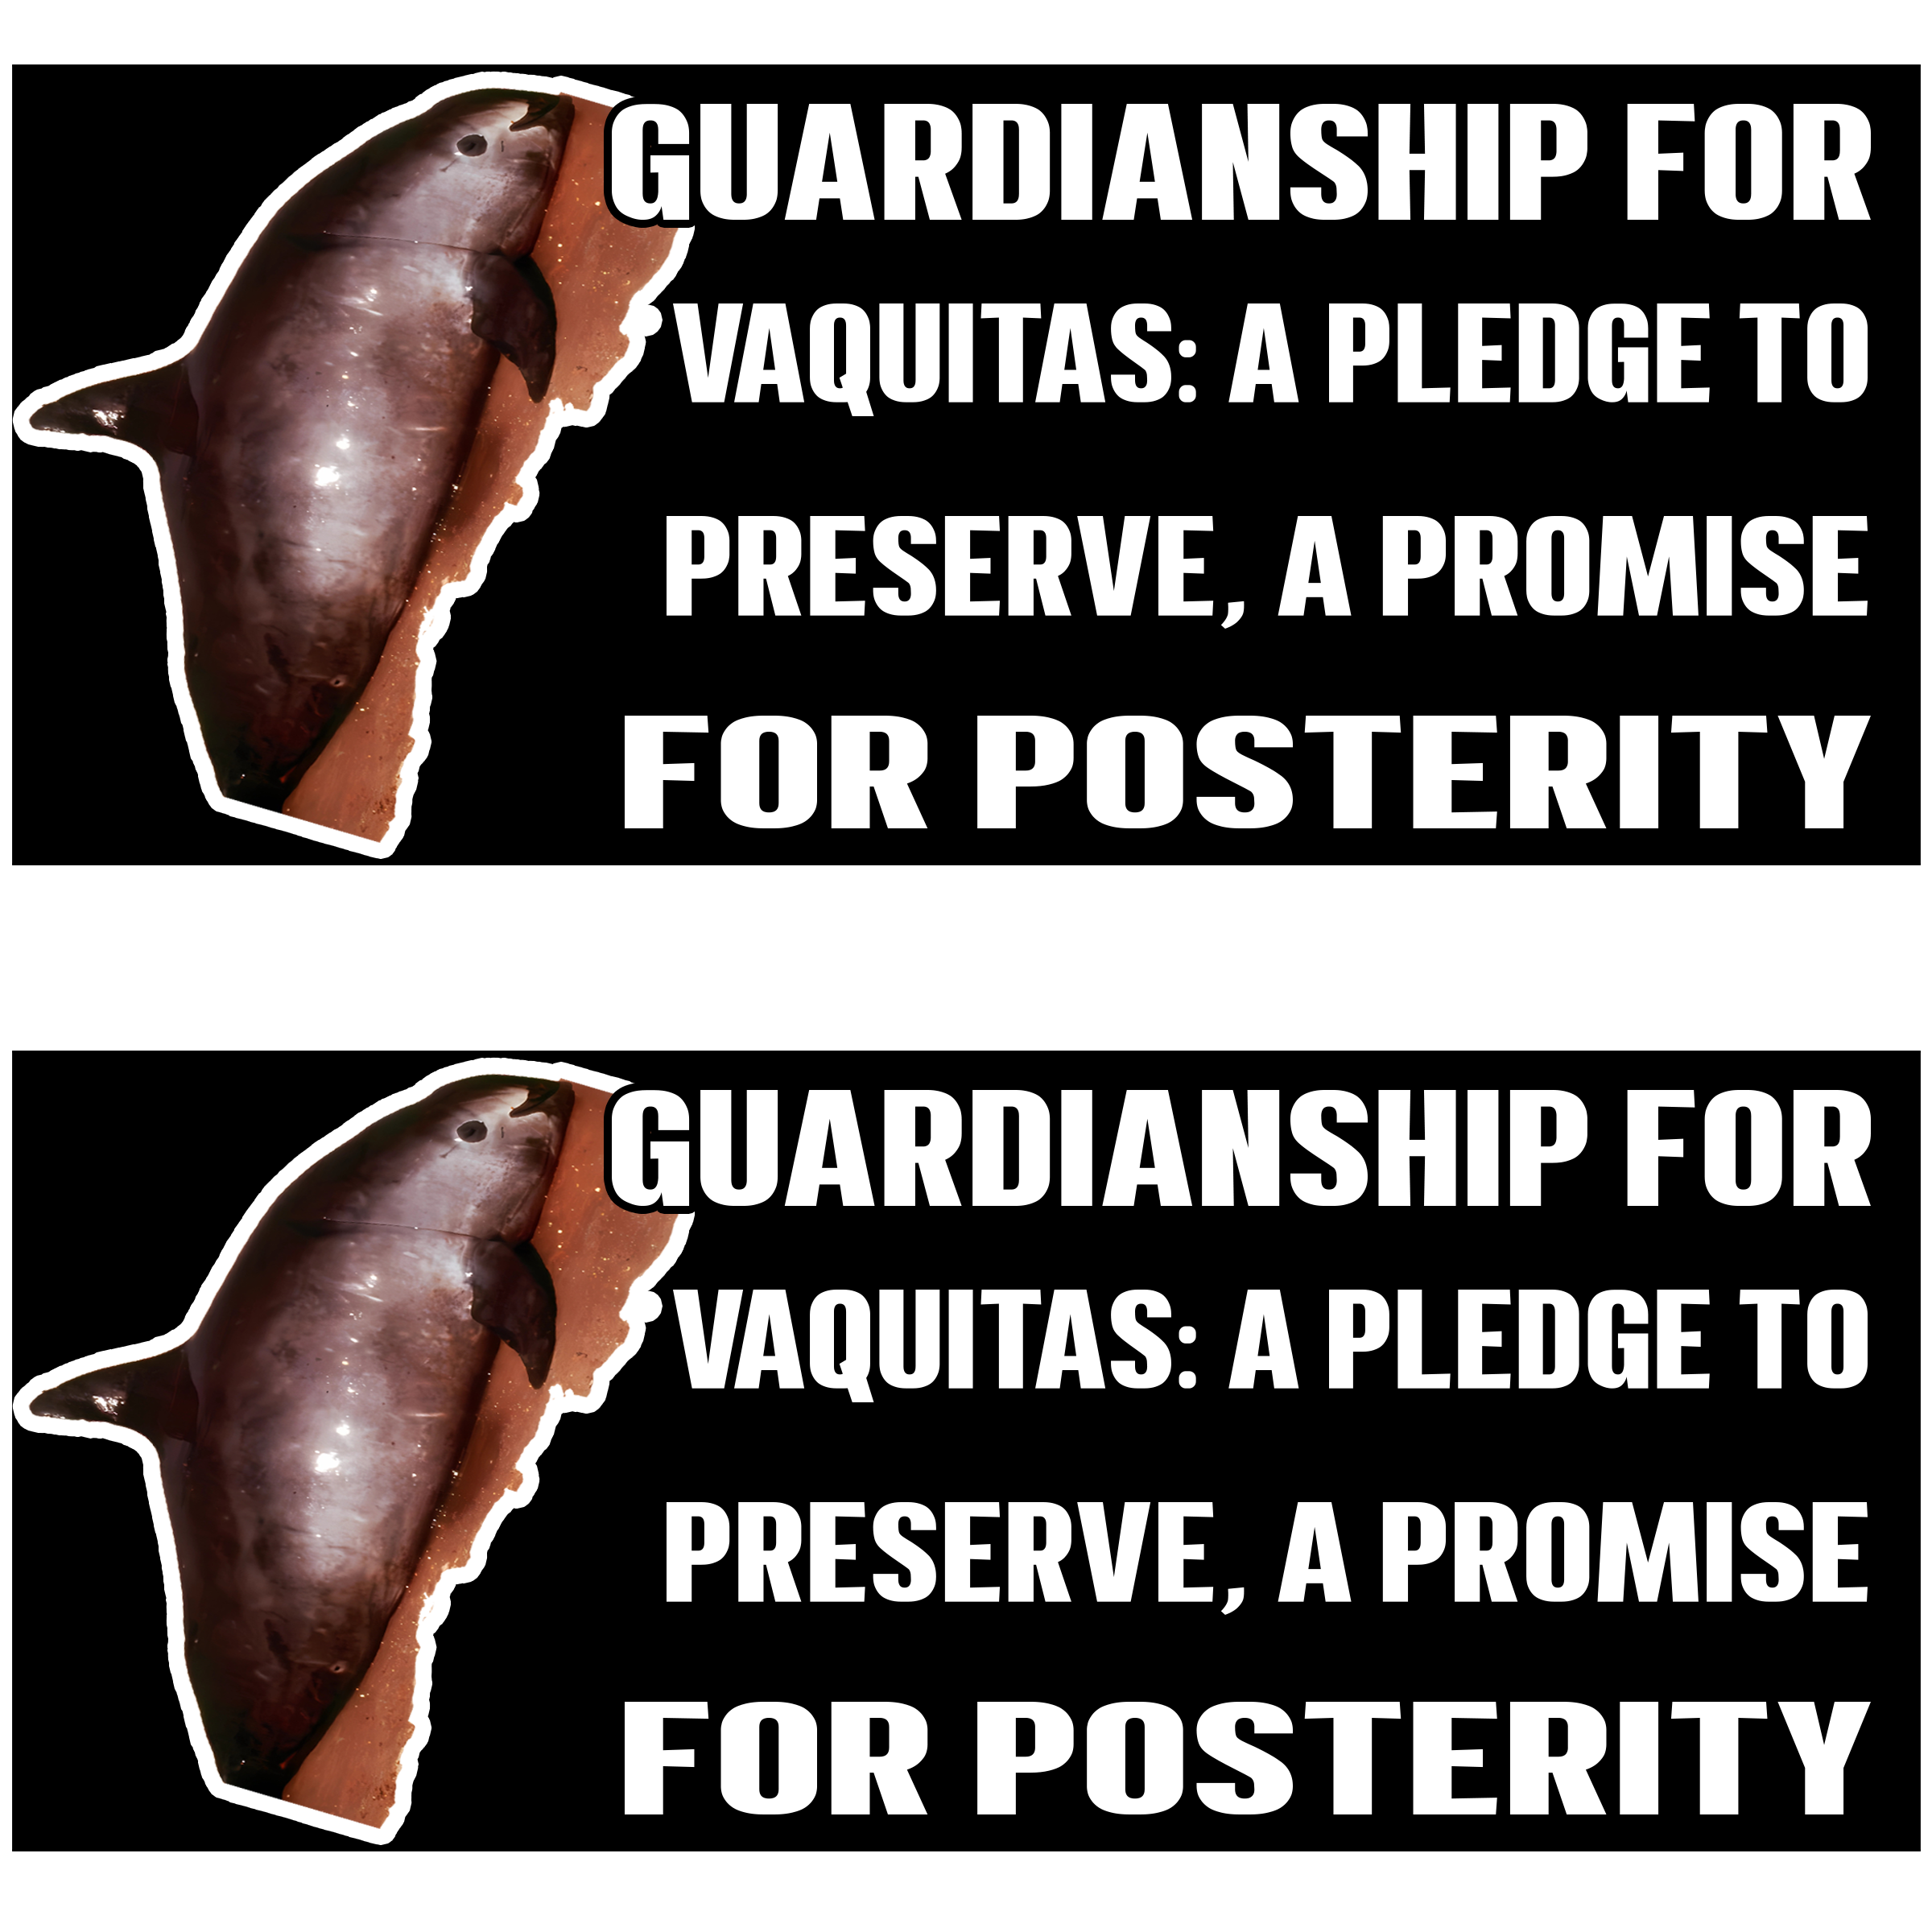 GUARDIANSHIP FOR
VAQUITAS: A PLEDGE TO
PRESERVE, A PROMISE
FOR POSTERITY
GUARDIANSHIP FOR
VAQUITAS: A PLEDGE TO
PRESERVE, A PROMISE
FOR POSTERITY